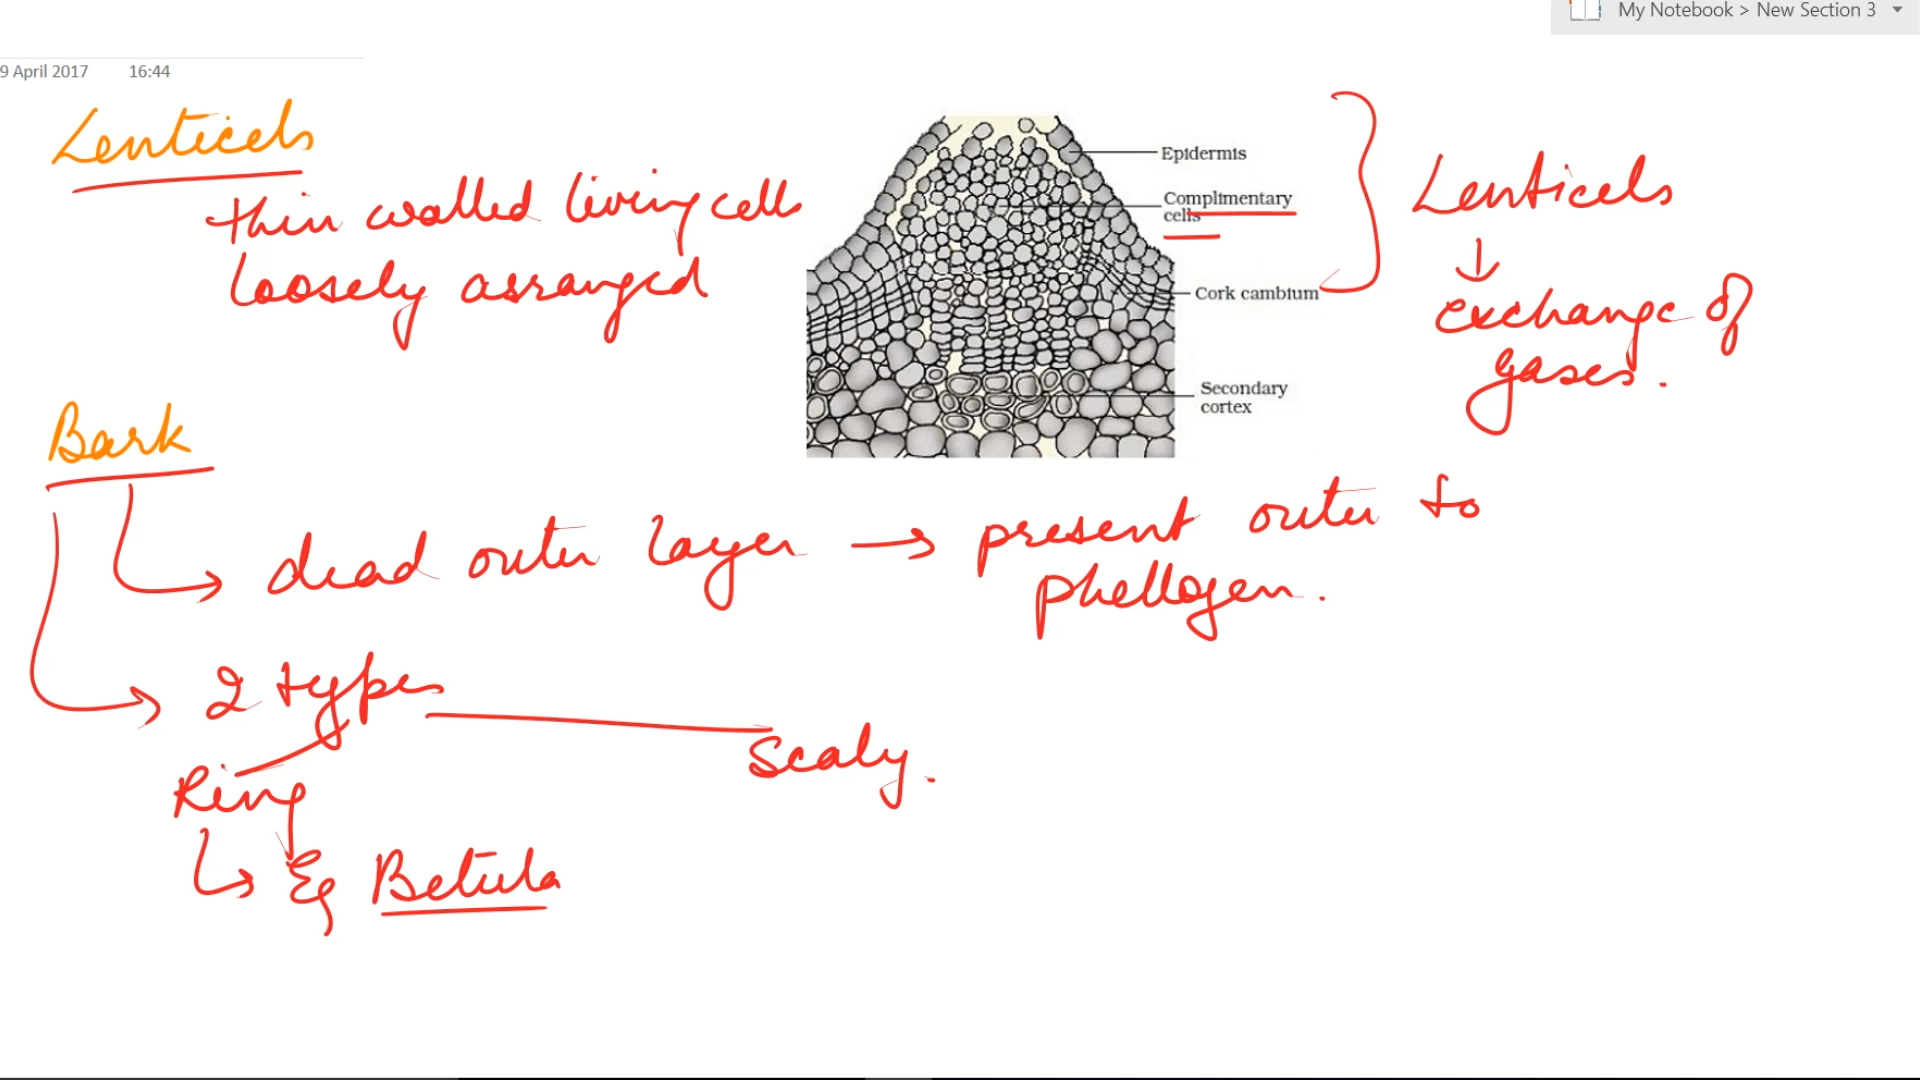 My Notebook > New Section 3
9 April 2017 16:44
Lenticels
thin walled living cells
loosely arranged
Epidermis
Complimentary
cells
Cork cambium
Secondary
cortex
Lenticels
↓
exchange of
gases.
Bark
→ dead outer layer → present outer to
phellogen.
→ 2 types
Ring
Scaly.
→ Eg Betula